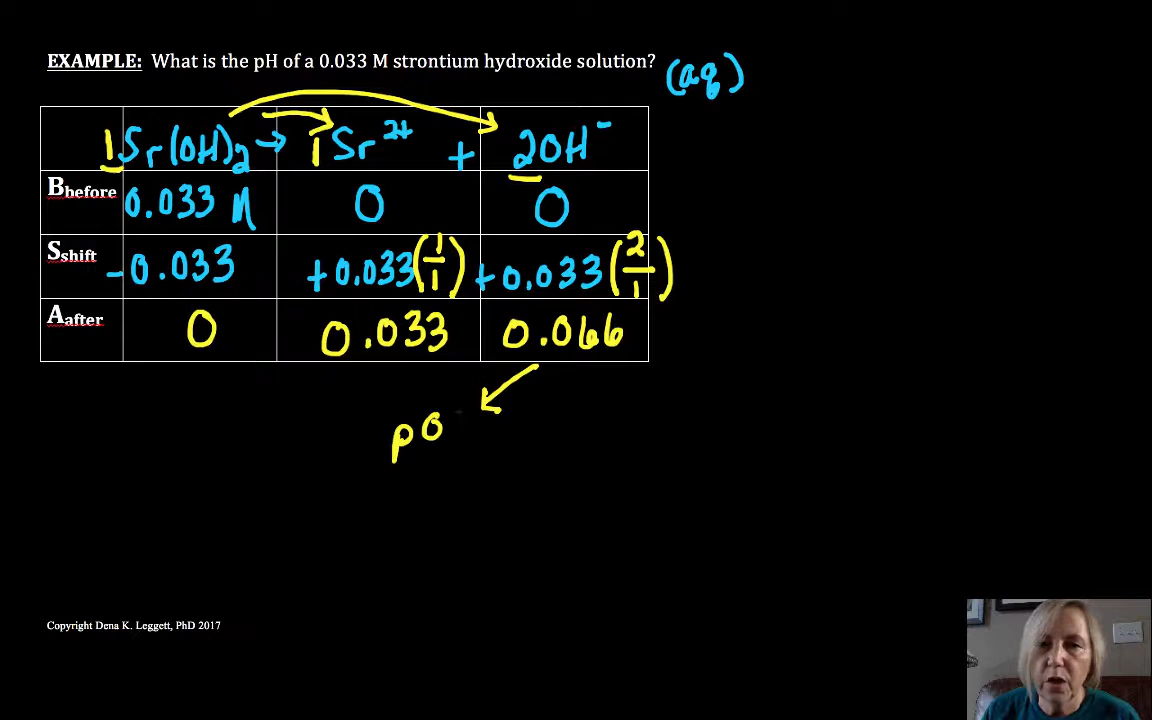 EXAMPLE: What is the pH of a 0.033 M strontium hydroxide solution? (aq)
1Sr(OH)₂ → 1Sr²⁺ + 2OH⁻
Bbefore 0.033 M 0 0
Sshift -0.033 +0.033(1/1) +0.033(2/1)
Aafter 0 0.033 0.066
pO
Copyright Dena K. Leggett, PhD 2017